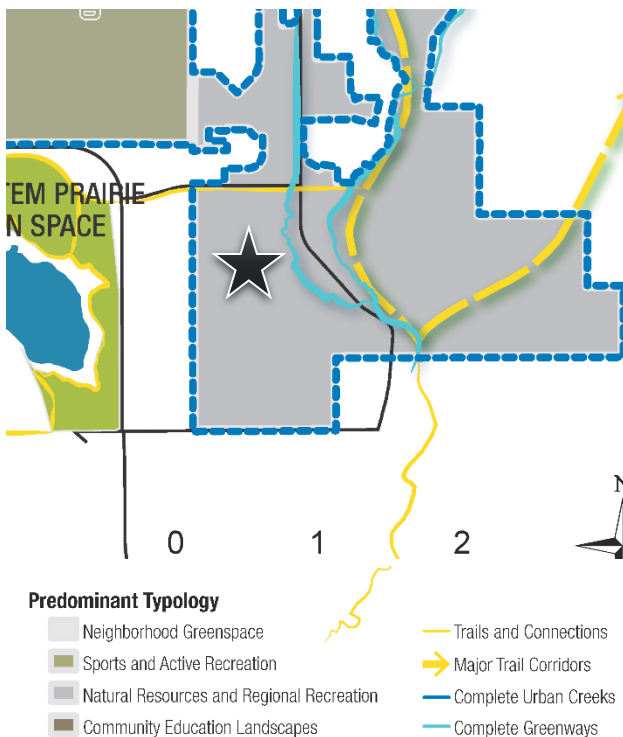 TEM PRAIRIE
N SPACE
N
0 1 2
Predominant Typology
Neighborhood Greenspace
Sports and Active Recreation
Natural Resources and Regional Recreation
Community Education Landscapes
Trails and Connections
Major Trail Corridors
Complete Urban Creeks
Complete Greenways